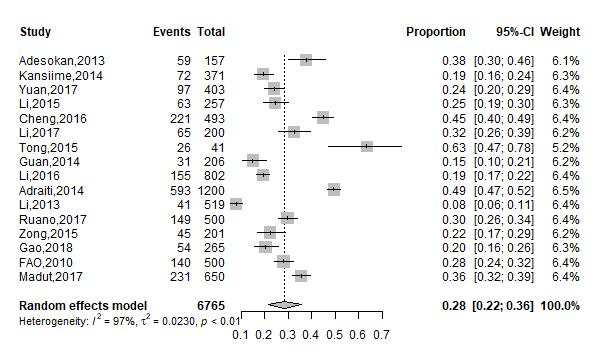 Study Events Total Proportion 95%-CI Weight
Adesokan,2013 59 157 0.38 [0.30; 0.46] 6.1%
Kansiime,2014 72 371 0.19 [0.16; 0.24] 6.3%
Yuan,2017 97 403 0.24 [0.20; 0.29] 6.3%
Li,2015 63 257 0.25 [0.19; 0.30] 6.3%
Cheng,2016 221 493 0.45 [0.40; 0.49] 6.4%
Li,2017 65 200 0.32 [0.26; 0.39] 6.2%
Tong,2015 26 41 0.63 [0.47; 0.78] 5.3%
Guan,2014 31 206 0.15 [0.10; 0.21] 6.2%
Li,2016 155 802 0.19 [0.17; 0.22] 6.4%
Adraiti,2014 593 1200 0.49 [0.47; 0.52] 6.4%
Li,2013 41 519 0.08 [0.06; 0.11] 6.4%
Ruano,2017 149 500 0.30 [0.26; 0.34] 6.4%
Zong,2015 45 201 0.22 [0.17; 0.29] 6.2%
Gao,2018 54 265 0.20 [0.16; 0.26] 6.3%
FAO,2010 140 500 0.28 [0.24; 0.32] 6.4%
Madut,2017 231 650 0.36 [0.32; 0.39] 6.4%
Random effects model 6765 0.28 [0.22; 0.36] 100.0%
Heterogeneity: I² = 97%, τ² = 0.0230, p < 0.01
0.1 0.2 0.3 0.4 0.5 0.6 0.7